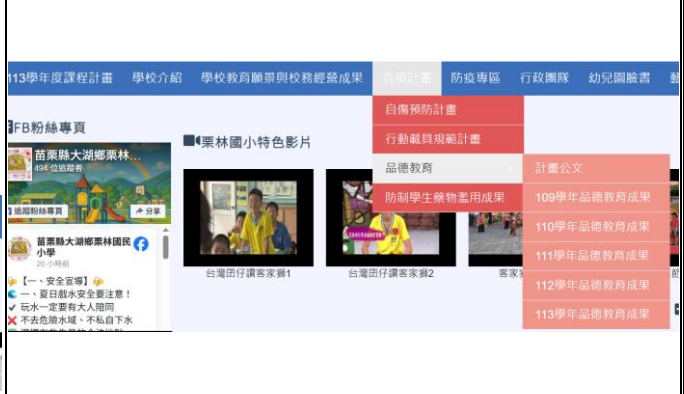 113學年度課程計畫 學校介紹 學校教育願景與校務經營成果 各項計畫 防疫專區 行政團隊 幼兒園臉書
自傷預防計畫
行動載具規範計畫
品德教育
防制學生藥物濫用成果
計畫公文
109學年品德教育成果
110學年品德教育成果
111學年品德教育成果
112學年品德教育成果
113學年品德教育成果
FB粉絲專頁
苗栗縣大湖鄉栗林...
494 位追蹤者
追蹤粉絲專頁 分享
苗栗縣大湖鄉栗林國民小學
20 小時前
【一、安全宣導】
一、夏日戲水安全要注意！
玩水一定要有大人陪同
不去危險水域、不私自下水
栗林國小特色影片
台灣囝仔讚客家獅1
台灣囝仔讚客家獅2